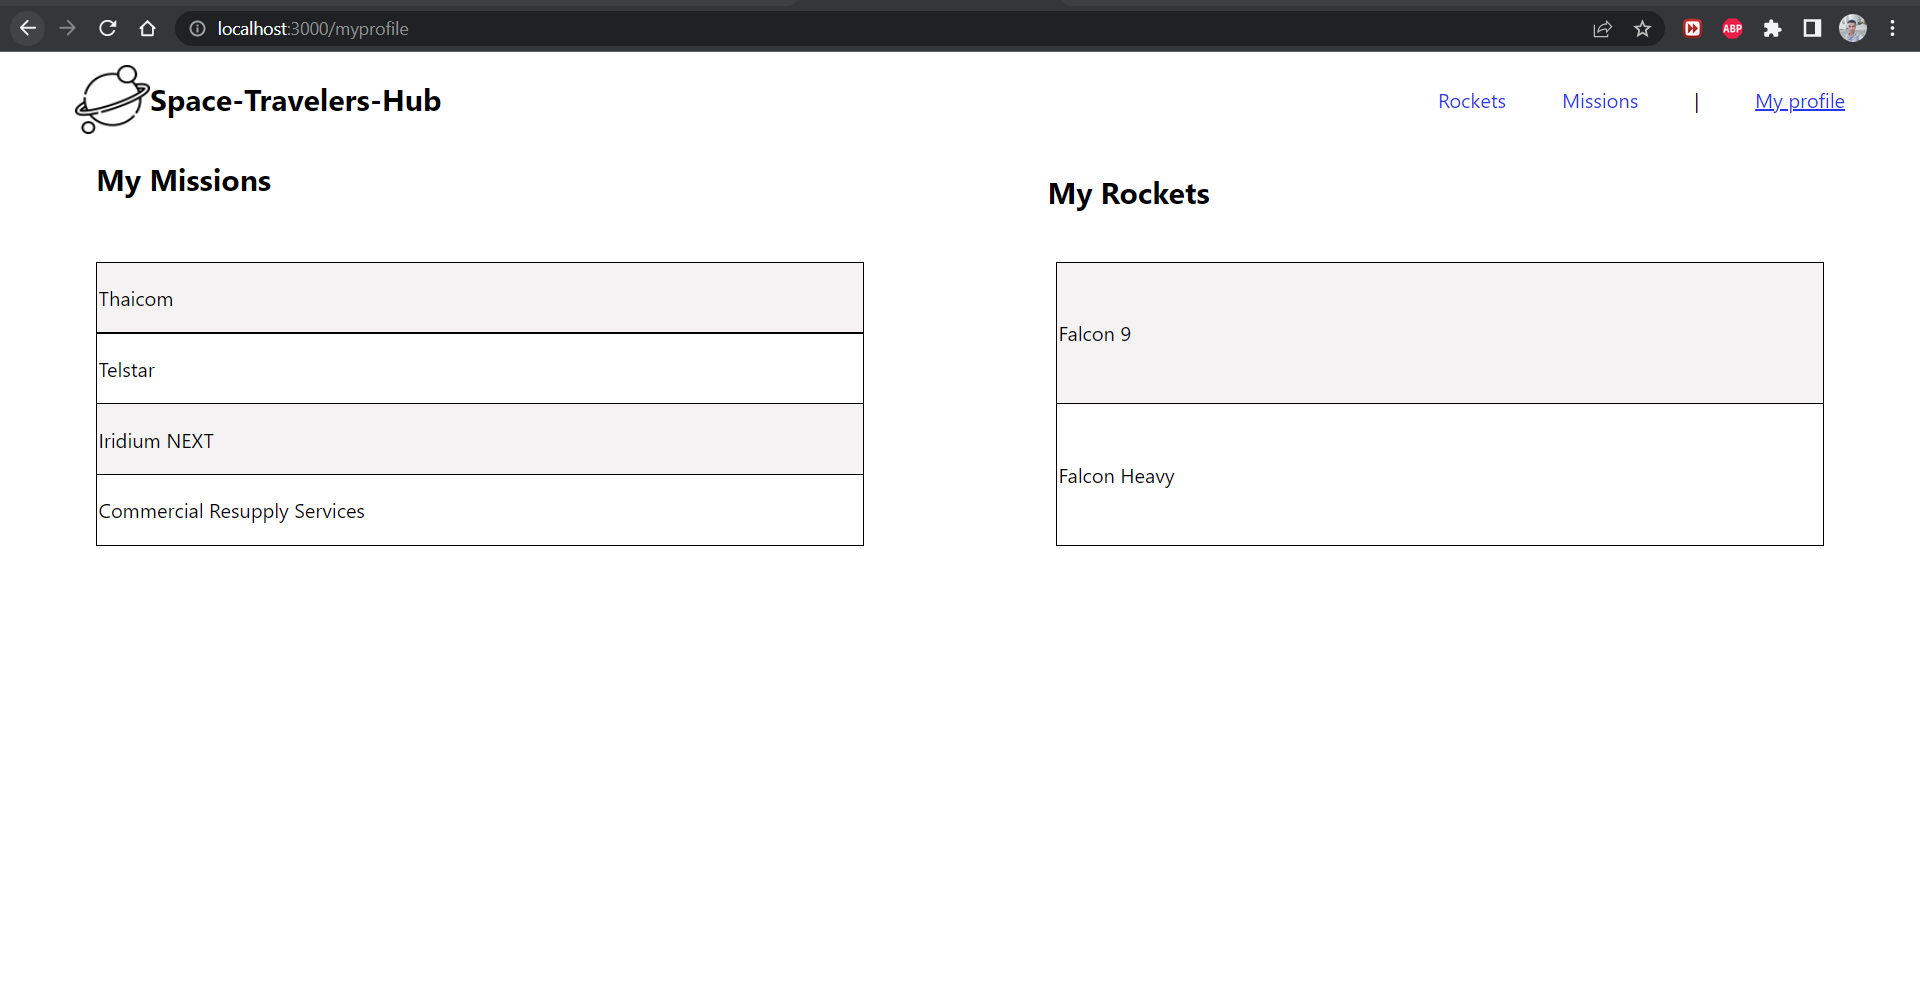 localhost:3000/myprofile
ABP
Space-Travelers-Hub
Rockets
Missions
|
My profile
My Missions
Thaicom
Telstar
Iridium NEXT
Commercial Resupply Services
My Rockets
Falcon 9
Falcon Heavy